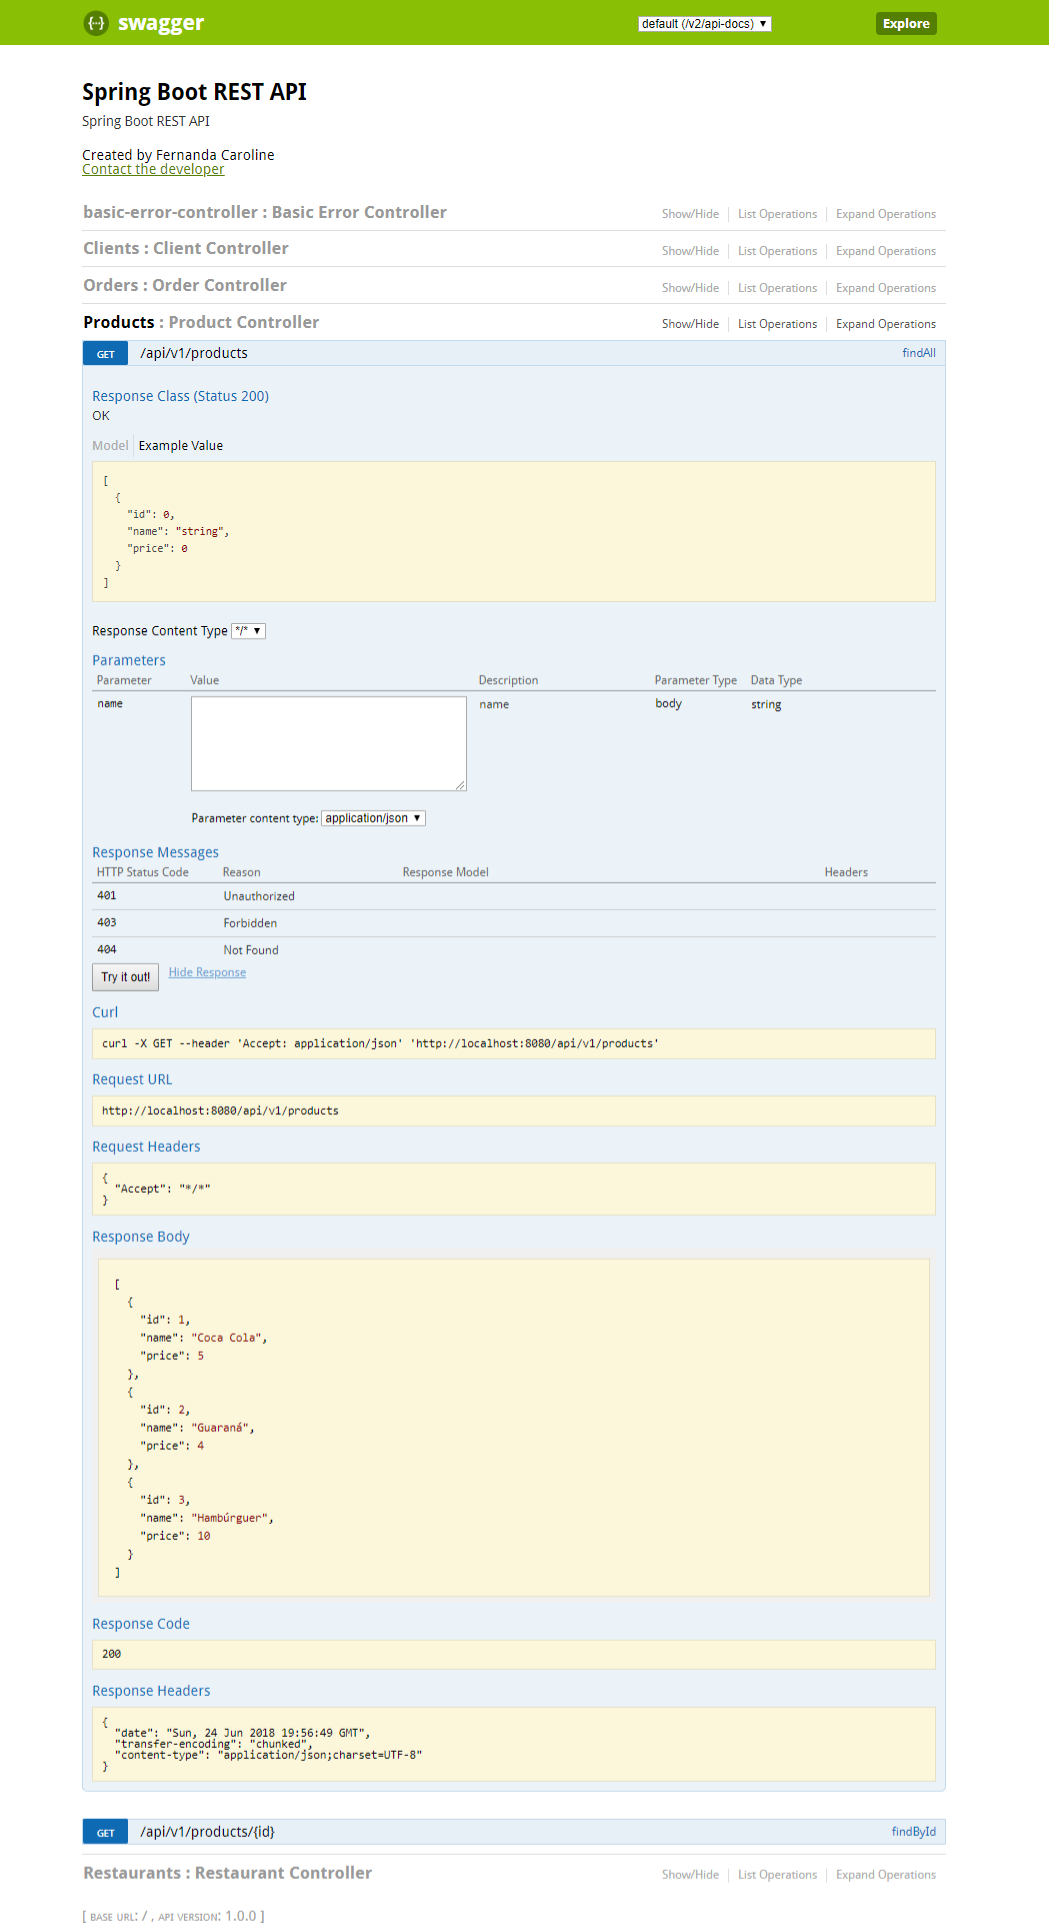 swagger default (/v2/api-docs) Explore
Spring Boot REST API
Spring Boot REST API
Created by Fernanda Caroline
Contact the developer
basic-error-controller : Basic Error Controller Show/Hide List Operations Expand Operations
Clients : Client Controller Show/Hide List Operations Expand Operations
Orders : Order Controller Show/Hide List Operations Expand Operations
Products : Product Controller Show/Hide List Operations Expand Operations
GET /api/v1/products findAll
Response Class (Status 200)
OK
Model Example Value
[
  {
    "id": 0,
    "name": "string",
    "price": 0
  }
]
Response Content Type */*
Parameters
Parameter Value Description Parameter Type Data Type
name name body string
Parameter content type: application/json
Response Messages
HTTP Status Code Reason Response Model Headers
401 Unauthorized
403 Forbidden
404 Not Found
Try it out! Hide Response
Curl
curl -X GET --header 'Accept: application/json' 'http://localhost:8080/api/v1/products'
Request URL
http://localhost:8080/api/v1/products
Request Headers
{
  "Accept": "*/*"
}
Response Body
[
  {
    "id": 1,
    "name": "Coca Cola",
    "price": 5
  },
  {
    "id": 2,
    "name": "Guaraná",
    "price": 4
  },
  {
    "id": 3,
    "name": "Hambúrguer",
    "price": 10
  }
]
Response Code
200
Response Headers
{
  "date": "Sun, 24 Jun 2018 19:56:49 GMT",
  "transfer-encoding": "chunked",
  "content-type": "application/json;charset=UTF-8"
}
GET /api/v1/products/{id} findById
Restaurants : Restaurant Controller Show/Hide List Operations Expand Operations
[ BASE URL: / , API VERSION: 1.0.0 ]